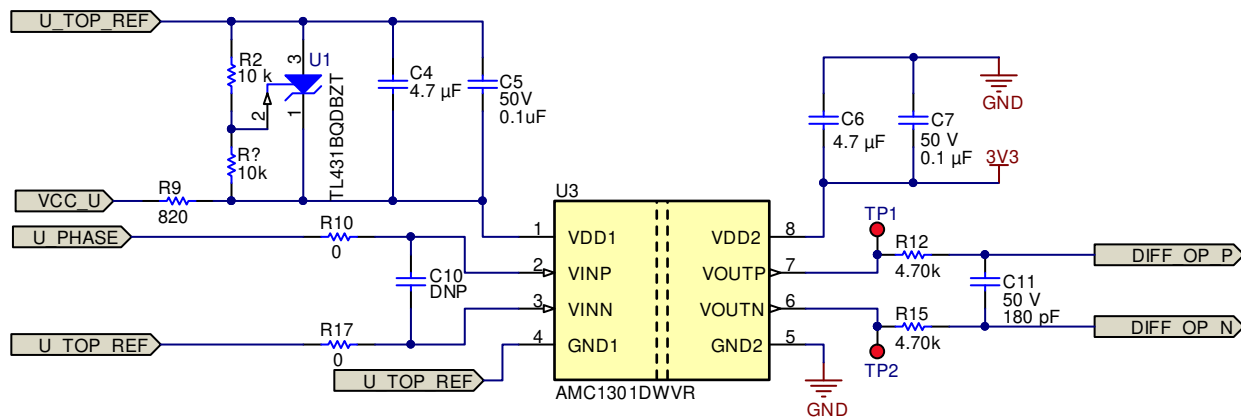 U_TOP_REF
R2
10 k
3
U1
2
1
TL431BQDBZT
C4
4.7 µF
C5
50V
0.1uF
R?
10k
VCC_U
R9
820
U_PHASE
R10
0
C10
DNP
U_TOP_REF
R17
0
U_TOP_REF
U3
1
VDD1
2
VINP
3
VINN
4
GND1
VDD2
8
VOUTP
7
VOUTN
6
GND2
5
AMC1301DWVR
C6
4.7 µF
C7
50 V
0.1 µF
GND
3V3
TP1
R12
4.70k
C11
50 V
180 pF
R15
4.70k
TP2
DIFF_OP_P
DIFF_OP_N
GND